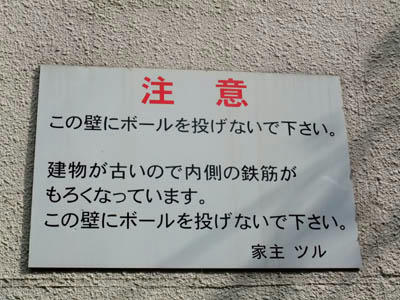 注 意
この壁にボールを投げないで下さい。
建物が古いので内側の鉄筋が
もろくなっています。
この壁にボールを投げないで下さい。
家主 ツル